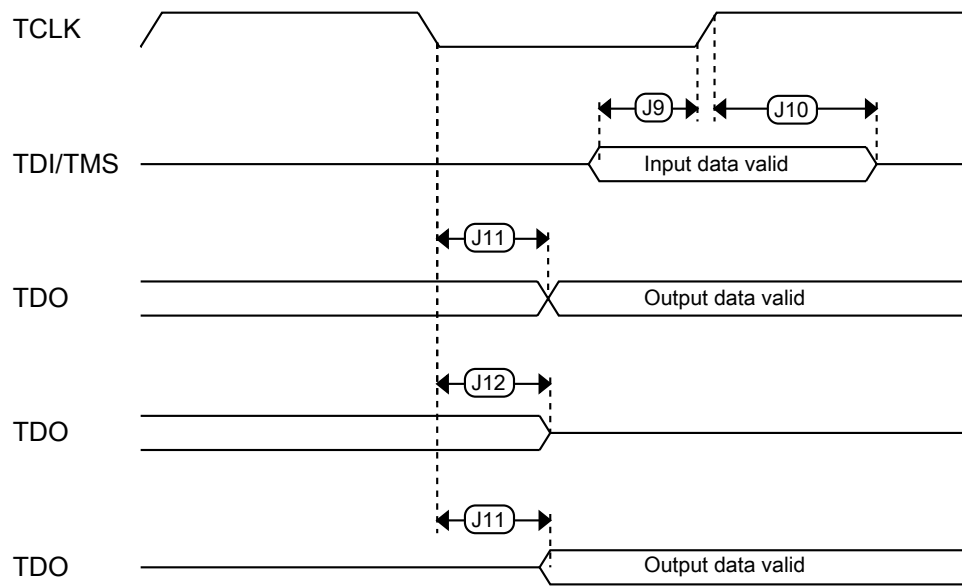 TCLK
J9
J10
TDI/TMS
Input data valid
J11
TDO
Output data valid
J12
TDO
J11
TDO
Output data valid